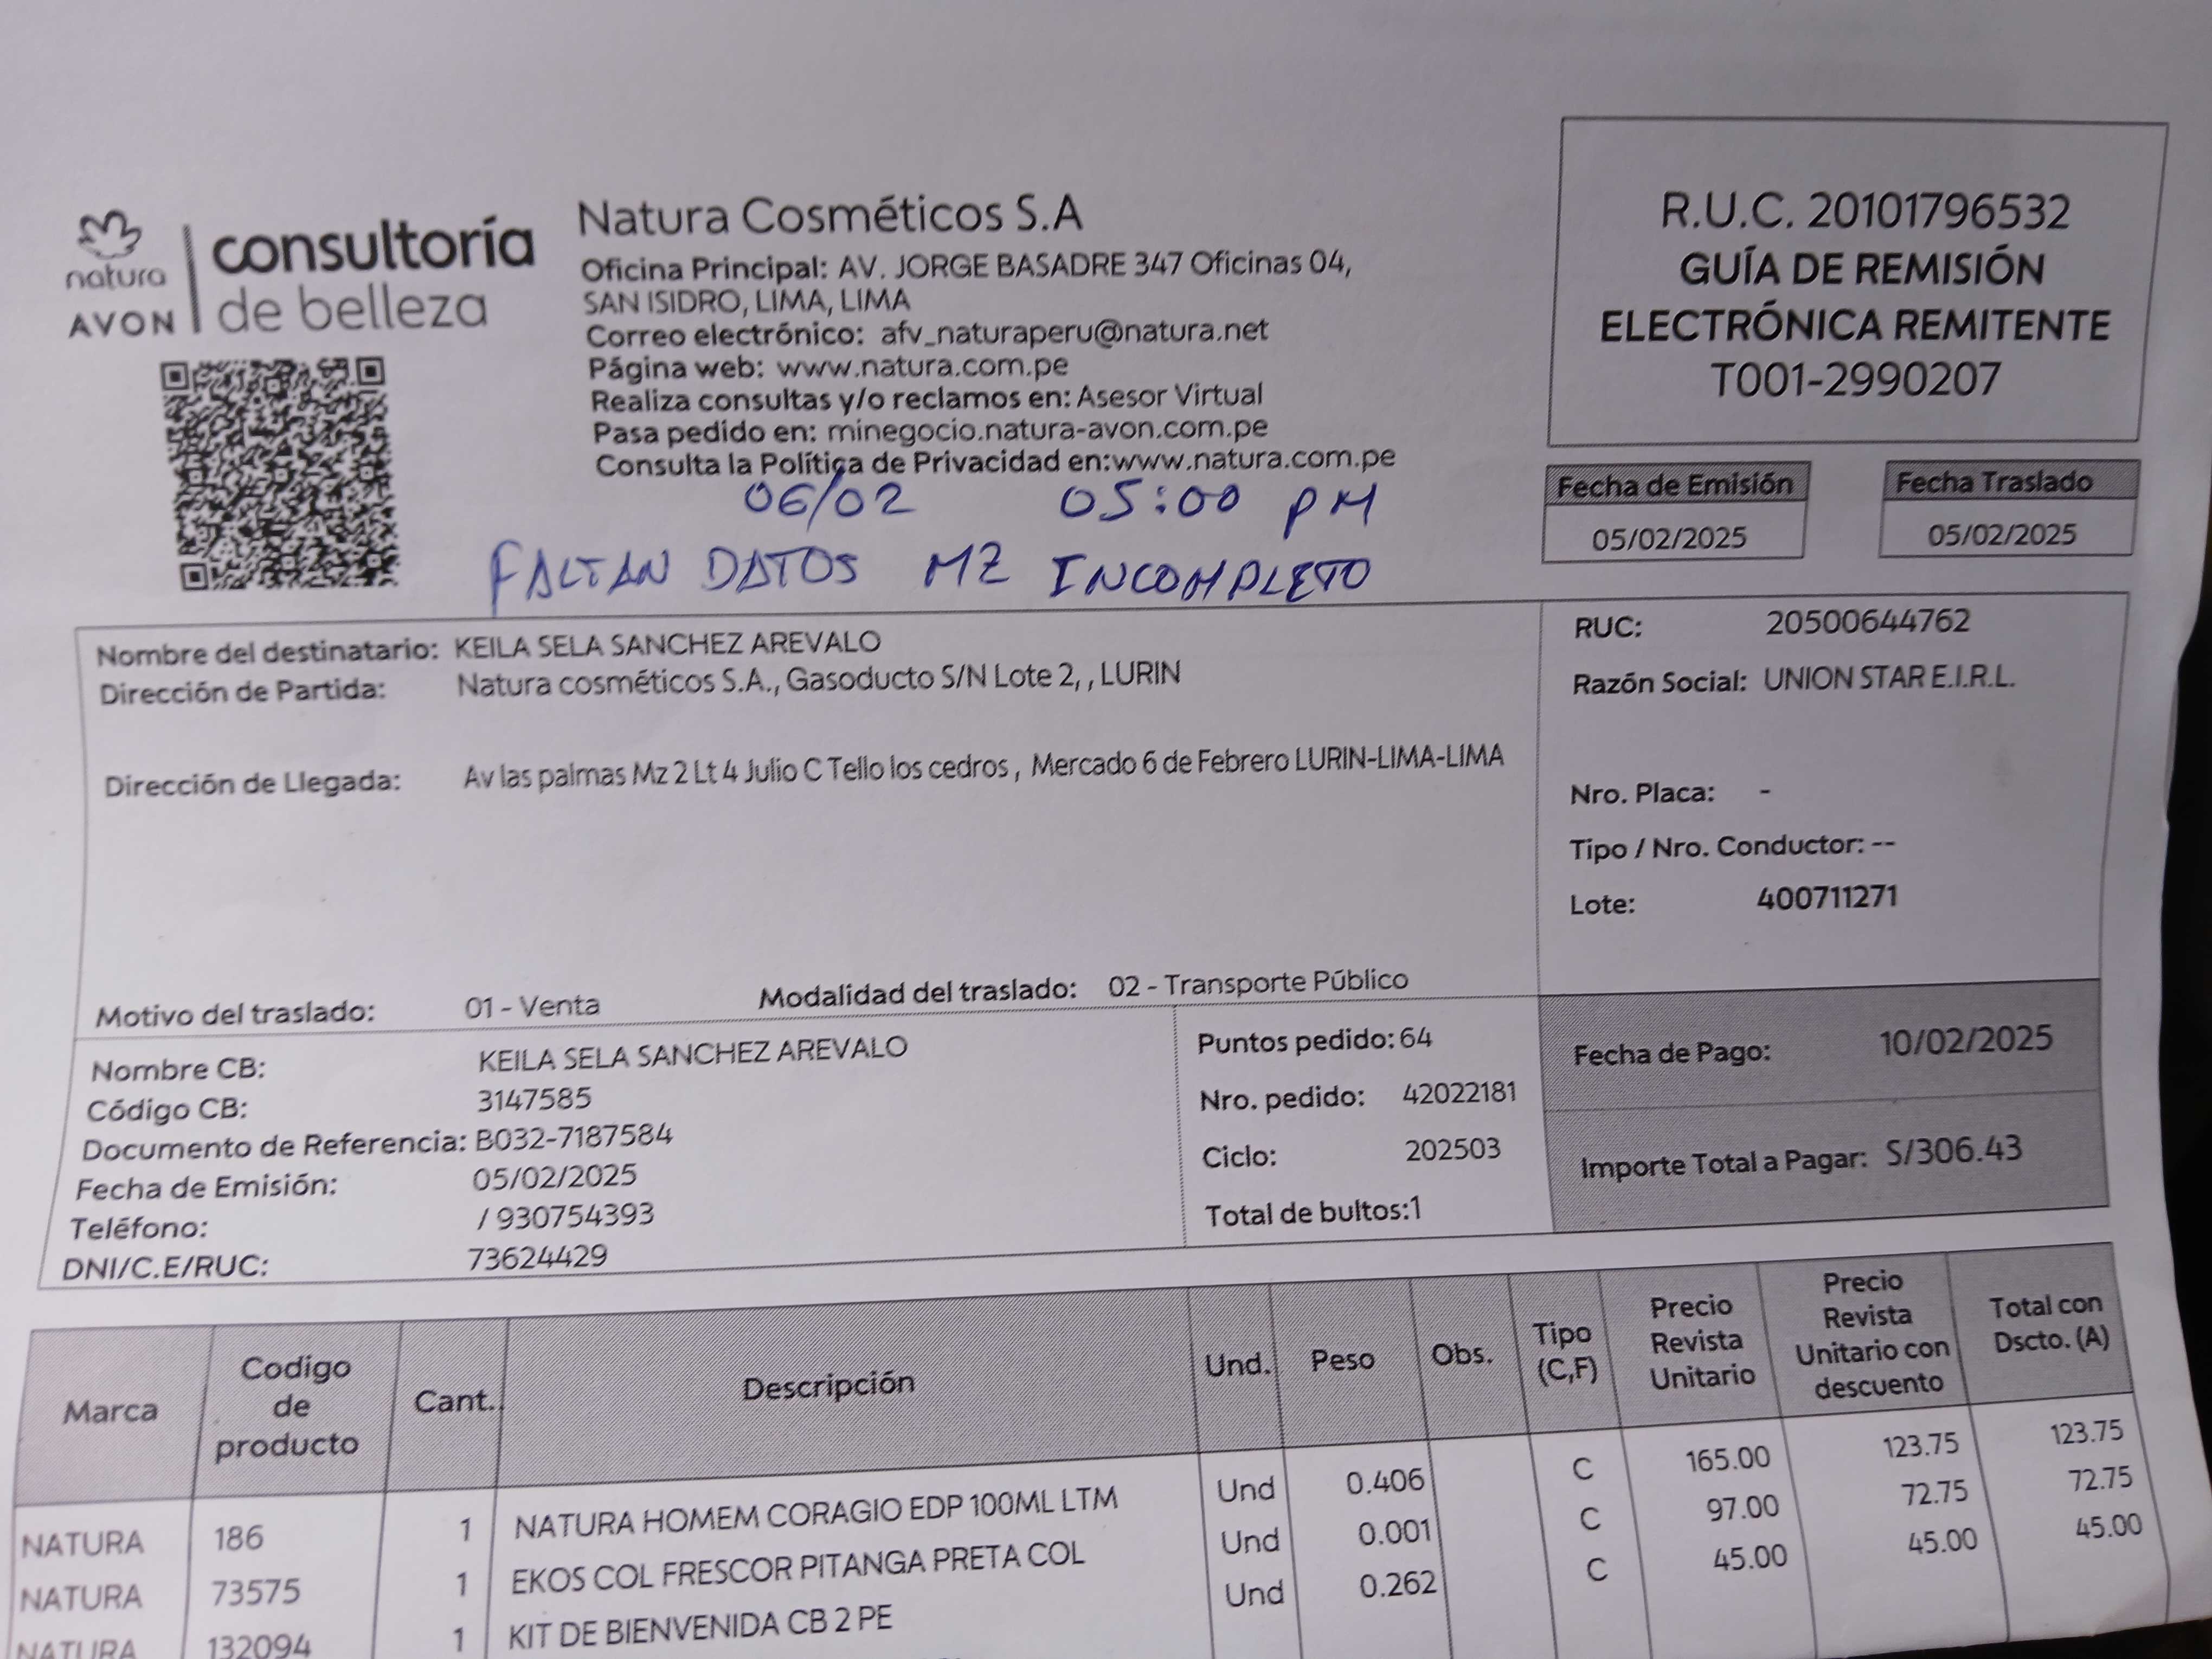 natura
AVON
consultoría
de belleza
Natura Cosméticos S.A
Oficina Principal: AV. JORGE BASADRE 347 Oficinas 04,
SAN ISIDRO, LIMA, LIMA
Correo electrónico: afv_naturaperu@natura.net
Página web: www.natura.com.pe
Realiza consultas y/o reclamos en: Asesor Virtual
Pasa pedido en: minegocio.natura-avon.com.pe
Consulta la Política de Privacidad en:www.natura.com.pe
R.U.C. 20101796532
GUÍA DE REMISIÓN
ELECTRÓNICA REMITENTE
T001-2990207
Fecha de Emisión
05/02/2025
Fecha Traslado
05/02/2025
06/02 05:00 PM
FALTAN DATOS MZ INCOMPLETO
Nombre del destinatario: KEILA SELA SANCHEZ AREVALO
Dirección de Partida: Natura cosméticos S.A., Gasoducto S/N Lote 2, , LURIN
Dirección de Llegada: Av las palmas Mz 2 Lt 4 Julio C Tello los cedros , Mercado 6 de Febrero LURIN-LIMA-LIMA
Motivo del traslado: 01 - Venta Modalidad del traslado: 02 - Transporte Público
RUC: 20500644762
Razón Social: UNION STAR E.I.R.L.
Nro. Placa: -
Tipo / Nro. Conductor: --
Lote: 400711271
Nombre CB: KEILA SELA SANCHEZ AREVALO
Código CB: 3147585
Documento de Referencia: B032-7187584
Fecha de Emisión: 05/02/2025
Teléfono: / 930754393
DNI/C.E/RUC: 73624429
Puntos pedido: 64
Nro. pedido: 42022181
Ciclo: 202503
Total de bultos:1
Fecha de Pago: 10/02/2025
Importe Total a Pagar: S/306.43
Marca
Codigo
de
producto
Cant.
Descripción
Und.
Peso
Obs.
Tipo
(C,F)
Precio
Revista
Unitario
Precio
Revista
Unitario con
descuento
Total con
Dscto. (A)
NATURA 186 1 NATURA HOMEM CORAGIO EDP 100ML LTM Und 0.406 C 165.00 123.75 123.75
NATURA 73575 1 EKOS COL FRESCOR PITANGA PRETA COL Und 0.001 C 97.00 72.75 72.75
NATURA 132094 1 KIT DE BIENVENIDA CB 2 PE Und 0.262 C 45.00 45.00 45.00